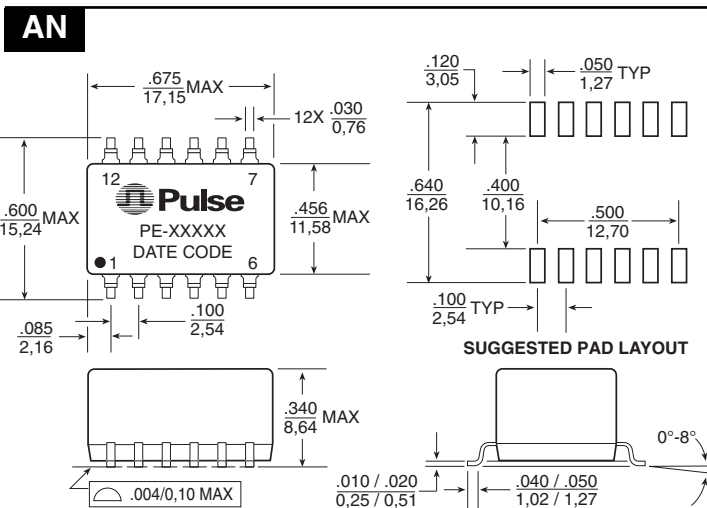 AN
.675
17,15 MAX
12X .030
0,76
.120
3,05
.050
1,27 TYP
12
7
Pulse
PE-XXXXX
DATE CODE
1
6
.600
15,24 MAX
.456
11,58 MAX
.640
16,26
.400
10,16
.500
12,70
.085
2,16
.100
2,54
.100
2,54 TYP
SUGGESTED PAD LAYOUT
.340
8,64 MAX
0°-8°
.004/0,10 MAX
.010 / .020
0,25 / 0,51
.040 / .050
1,02 / 1,27